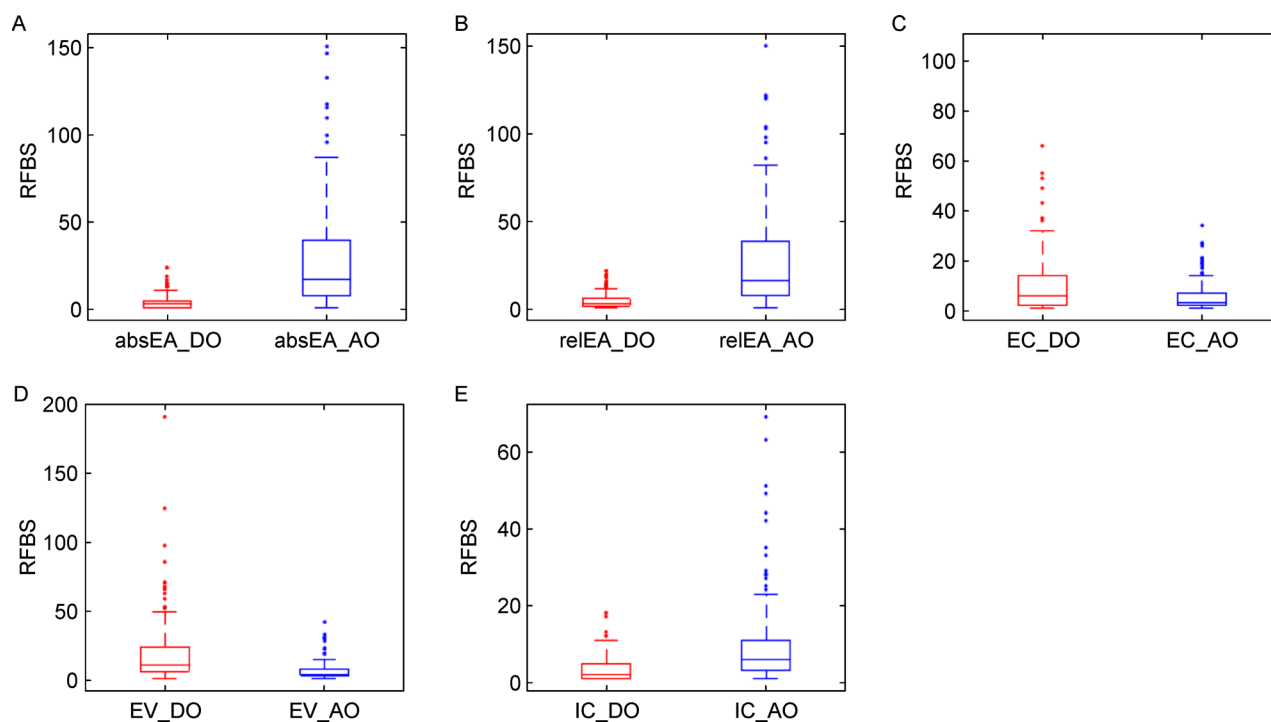 A
RFBS
150
100
50
0
absEA_DO absEA_AO
B
RFBS
150
100
50
0
relEA_DO relEA_AO
C
RFBS
100
80
60
40
20
0
EC_DO EC_AO
D
RFBS
200
150
100
50
0
EV_DO EV_AO
E
RFBS
60
40
20
0
IC_DO IC_AO